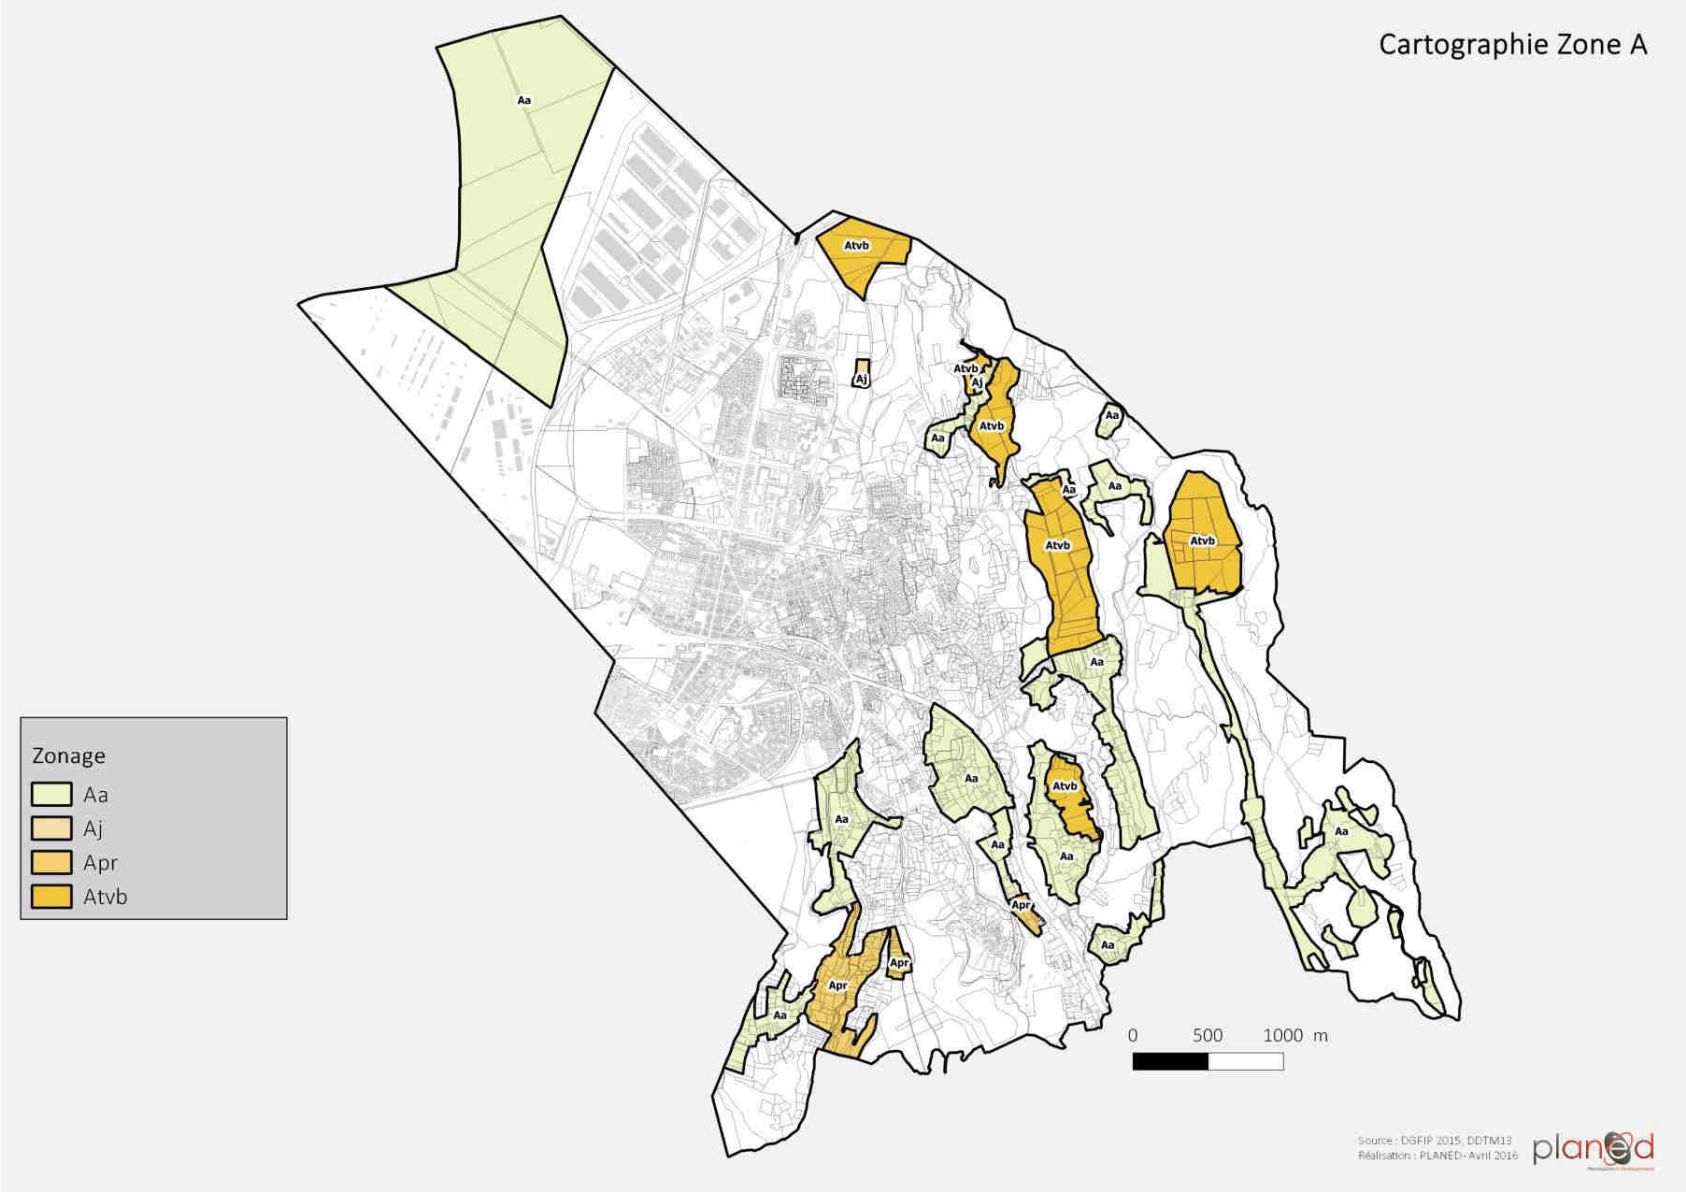 Cartographie Zone A
Aa
Atvb
Aj
Atvb
Aj
Atvb
Aa
Aa
Aa
Aa
Atvb
Atvb
Aa
Aa
Atvb
Aa
Aa
Aa
Aa
Apr
Aa
Apr
Apr
Aa
Zonage
Aa
Aj
Apr
Atvb
0 500 1000 m
Source : DGFIP 2015, DDTM13
Réalisation : PLANED- Avril 2016
planed